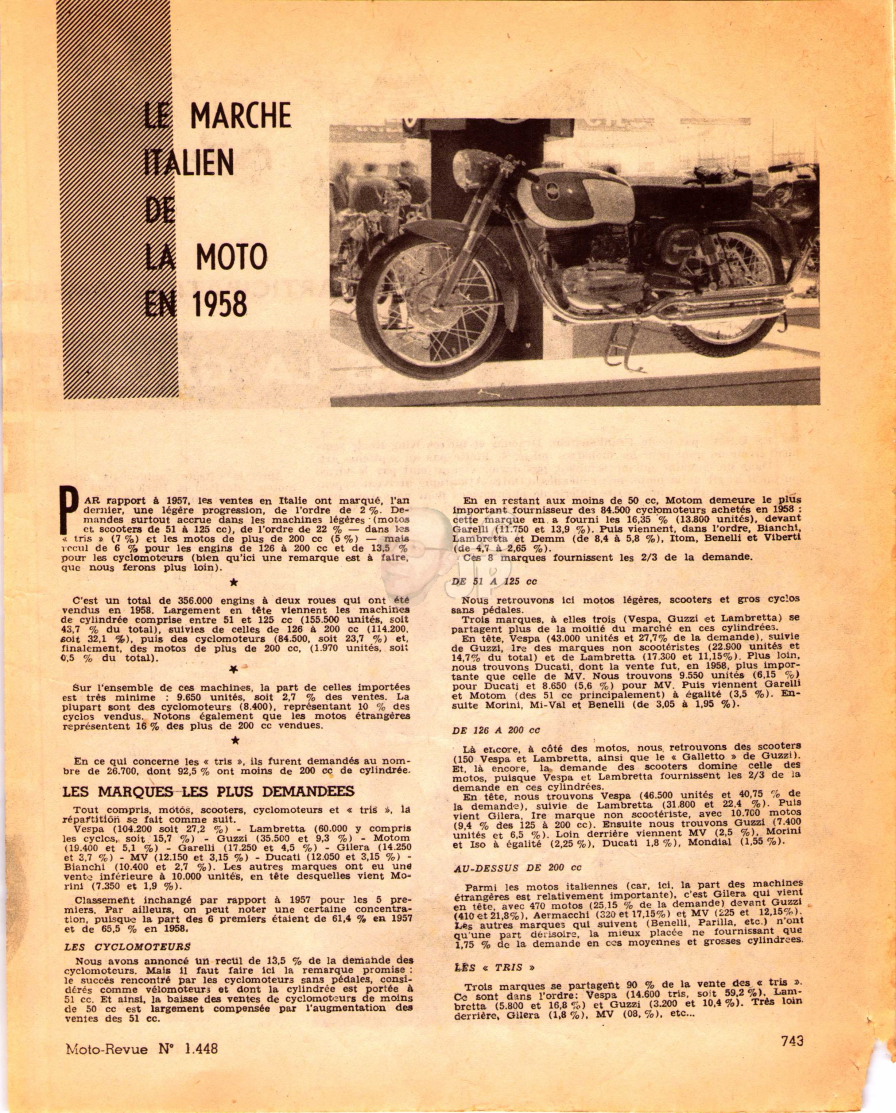 LE MARCHE
ITALIEN
DE
LA MOTO
EN 1958
PAR rapport à 1957, les ventes en Italie ont marqué, l'an
dernier, une légère progression, de l'ordre de 2 %. De-
mandes surtout accrue dans les machines légères (motos
et scooters de 51 à 125 cc), de l'ordre de 22 % — dans les
« tris » (7 %) et les motos de plus de 200 cc (5 %) — mais
recul de 6 % pour les engins de 126 à 200 cc et de 13,5 %
pour les cyclomoteurs (bien qu'ici une remarque est à faire,
que nous ferons plus loin).
★
C'est un total de 356.000 engins à deux roues qui ont été
vendus en 1958. Largement en tête viennent les machines
de cylindrée comprise entre 51 et 125 cc (155.500 unités, soit
43,7 % du total), suivies de celles de 126 à 200 cc (114.200,
soit 32,1 %), puis des cyclomoteurs (84.500, soit 23,7 %) et,
finalement, des motos de plus de 200 cc, (1.970 unités, soit
0,5 % du total).
★
Sur l'ensemble de ces machines, la part de celles importées
est très minime : 9.650 unités, soit 2,7 % des ventes. La
plupart sont des cyclomoteurs (8.400), représentant 10 % des
cyclos vendus. Notons également que les motos étrangères
représentent 16 % des plus de 200 cc vendues.
★
En ce qui concerne les « tris », ils furent demandés au nom-
bre de 26.700, dont 92,5 % ont moins de 200 cc de cylindrée.
LES MARQUES LES PLUS DEMANDEES
Tout compris, motos, scooters, cyclomoteurs et « tris », la
répartition se fait comme suit.
Vespa (104.200 soit 27,2 %) - Lambretta (60.000 y compris
les cyclos, soit 15,7 %) - Guzzi (35.500 et 9,3 %) - Motom
(19.400 et 5,1 %) - Garelli (17.250 et 4,5 %) - Gilera (14.250
et 3,7 %) - MV (12.150 et 3,15 %) - Ducati (12.050 et 3,15 %) -
Bianchi (10.400 et 2,7 %). Les autres marques ont eu une
vente inférieure à 10.000 unités, en tête desquelles vient Mo-
rini (7.350 et 1,9 %).
Classement inchangé par rapport à 1957 pour les 5 pre-
miers. Par ailleurs, on peut noter une certaine concentra-
tion, puisque la part des 6 premiers étaient de 61,4 % en 1957
et de 65,5 % en 1958.
LES CYCLOMOTEURS
Nous avons annoncé un recul de 13,5 % de la demande des
cyclomoteurs. Mais il faut faire ici la remarque promise :
le succès rencontré par les cyclomoteurs sans pédales, consi-
dérés comme vélomoteurs et dont la cylindrée est portée à
51 cc. Et ainsi, la baisse des ventes de cyclomoteurs de moins
de 50 cc est largement compensée par l'augmentation des
ventes des 51 cc.
En en restant aux moins de 50 cc, Motom demeure le plus
important fournisseur des 84.500 cyclomoteurs achetés en 1958 :
cette marque en a fourni les 16,35 % (13.800 unités), devant
Garelli (11.750 et 13,9 %). Puis viennent, dans l'ordre, Bianchi,
Lambretta et Demm (de 8,4 à 5,8 %), Itom, Benelli et Viberti
(de 4,7 à 2,65 %).
Ces 8 marques fournissent les 2/3 de la demande.
DE 51 A 125 cc
Nous retrouvons ici motos légères, scooters et gros cyclos
sans pédales.
Trois marques, à elles trois (Vespa, Guzzi et Lambretta) se
partagent plus de la moitié du marché en ces cylindrées.
En tête, Vespa (43.000 unités et 27,7% de la demande), suivie
de Guzzi, 1re des marques non scootéristes (22.900 unités et
14,7% du total) et de Lambretta (17.300 et 11,15%). Plus loin,
nous trouvons Ducati, dont la vente fut, en 1958, plus impor-
tante que celle de MV. Nous trouvons 9.550 unités (6,15 %)
pour Ducati et 8.650 (5,6 %) pour MV. Puis viennent Garelli
et Motom (des 51 cc principalement) à égalité (3,5 %). En-
suite Morini, Mi-Val et Benelli (de 3,05 à 1,95 %).
DE 126 A 200 cc
Là encore, à côté des motos, nous retrouvons des scooters
(150 Vespa et Lambretta, ainsi que le « Galletto » de Guzzi).
Et, là encore, la demande des scooters domine celle des
motos, puisque Vespa et Lambretta fournissent les 2/3 de la
demande en ces cylindrées.
En tête, nous trouvons Vespa (46.500 unités et 40,75 % de
la demande), suivie de Lambretta (31.800 et 22,4 %). Puis
vient Gilera, 1re marque non scootériste, avec 10.700 motos
(9,4 % des 125 à 200 cc). Ensuite nous trouvons Guzzi (7.400
unités et 6,5 %). Loin derrière viennent MV (2,5 %), Morini
et Iso à égalité (2,25 %), Ducati 1,8 %), Mondial (1,55 %).
AU-DESSUS DE 200 cc
Parmi les motos italiennes (car, ici, la part des machines
étrangères est relativement importante), c'est Gilera qui vient
en tête, avec 470 motos (25,15 % de la demande) devant Guzzi
(410 et 21,8%), Aermacchi (320 et 17,15%) et MV (225 et 12,15%).
Les autres marques qui suivent (Benelli, Parilla, etc.) n'ont
qu'une part dérisoire, la mieux placée ne fournissant que
1,75 % de la demande en ces moyennes et grosses cylindrées.
LES « TRIS »
Trois marques se partagent 90 % de la vente des « tris ».
Ce sont dans l'ordre: Vespa (14.600 tris, soit 59,2 %), Lam-
bretta (5.800 et 16,8 %) et Guzzi (3.200 et 10,4 %). Très loin
derrière, Gilera (1,8 %), MV (08, %), etc...
Moto-Revue N° 1.448
743